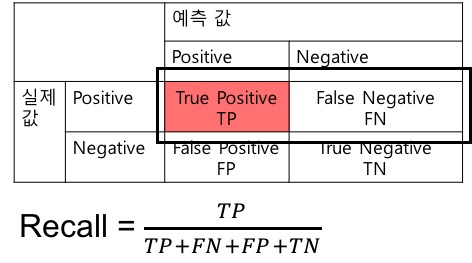 예측 값
Positive Negative
실제 값 Positive True Positive TP False Negative FN
Negative False Positive FP True Negative TN
Recall = TP / TP+FN+FP+TN